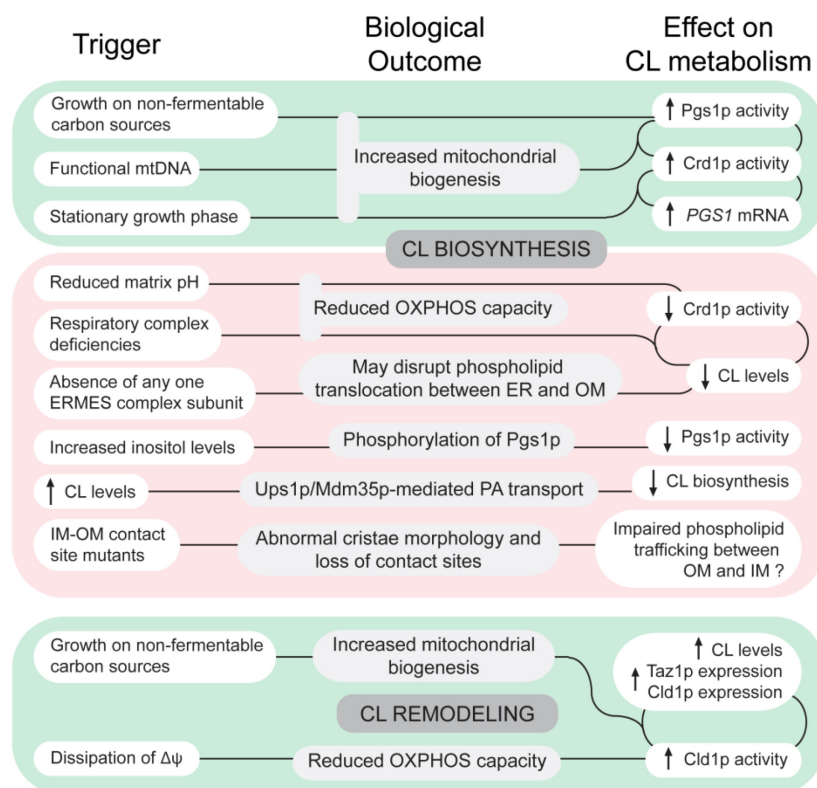 Trigger
Biological
Outcome
Effect on
CL metabolism
Growth on non-fermentable
carbon sources
↑ Pgs1p activity
Functional mtDNA
Increased mitochondrial
biogenesis
↑ Crd1p activity
Stationary growth phase
↑ PGS1 mRNA
CL BIOSYNTHESIS
Reduced matrix pH
Reduced OXPHOS capacity
↓ Crd1p activity
Respiratory complex
deficiencies
Absence of any one
ERMES complex subunit
May disrupt phospholipid
translocation between ER and OM
↓ CL levels
Increased inositol levels
Phosphorylation of Pgs1p
↓ Pgs1p activity
↑ CL levels
Ups1p/Mdm35p-mediated PA transport
↓ CL biosynthesis
IM-OM contact
site mutants
Abnormal cristae morphology and
loss of contact sites
Impaired phospholipid
trafficking between
OM and IM ?
Growth on non-fermentable
carbon sources
Increased mitochondrial
biogenesis
↑ CL levels
↑ Taz1p expression
Cld1p expression
CL REMODELING
Dissipation of Δψ
Reduced OXPHOS capacity
↑ Cld1p activity